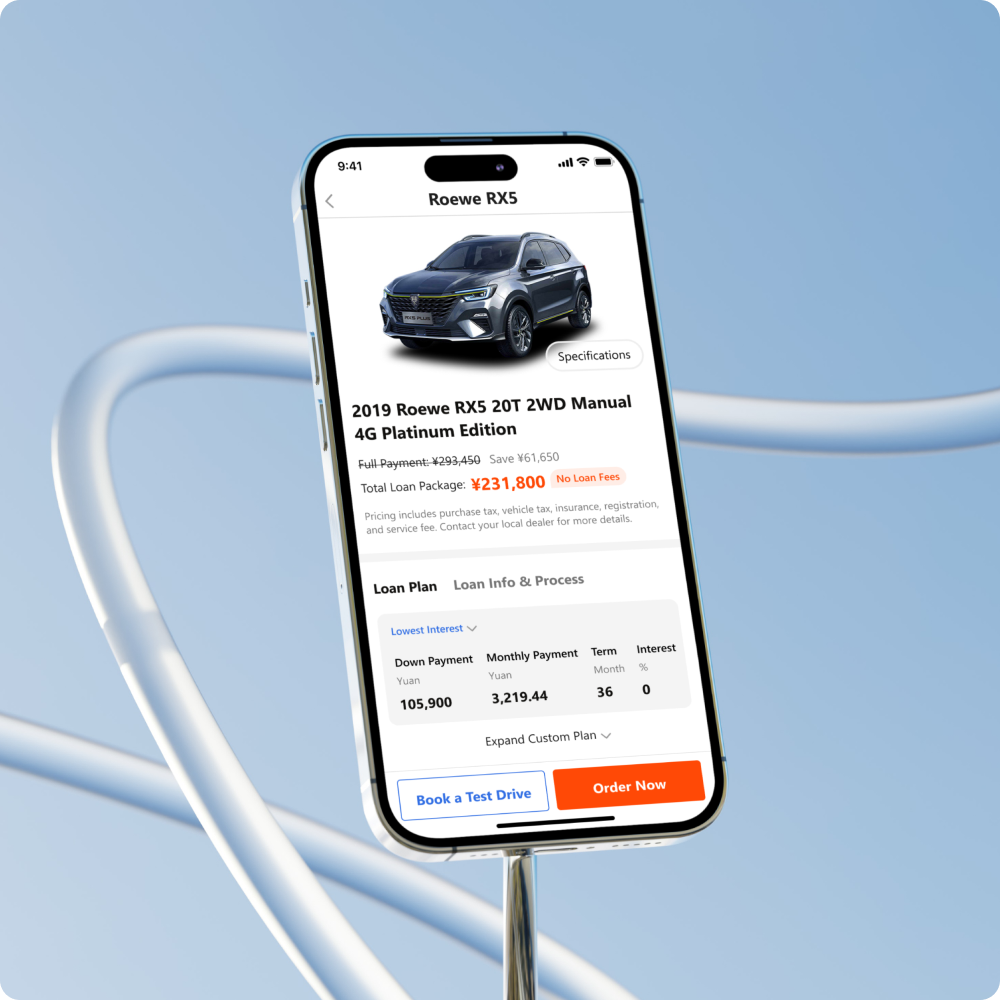 9:41
Roewe RX5
RX5 PLUS
Specifications
2019 Roewe RX5 20T 2WD Manual
4G Platinum Edition
Full Payment: ¥293,450 Save ¥61,650
Total Loan Package: ¥231,800 No Loan Fees
Pricing includes purchase tax, vehicle tax, insurance, registration,
and service fee. Contact your local dealer for more details.
Loan Plan Loan Info & Process
Lowest Interest
Down Payment Monthly Payment Term Interest
Yuan Yuan Month %
105,900 3,219.44 36 0
Expand Custom Plan
Book a Test Drive Order Now